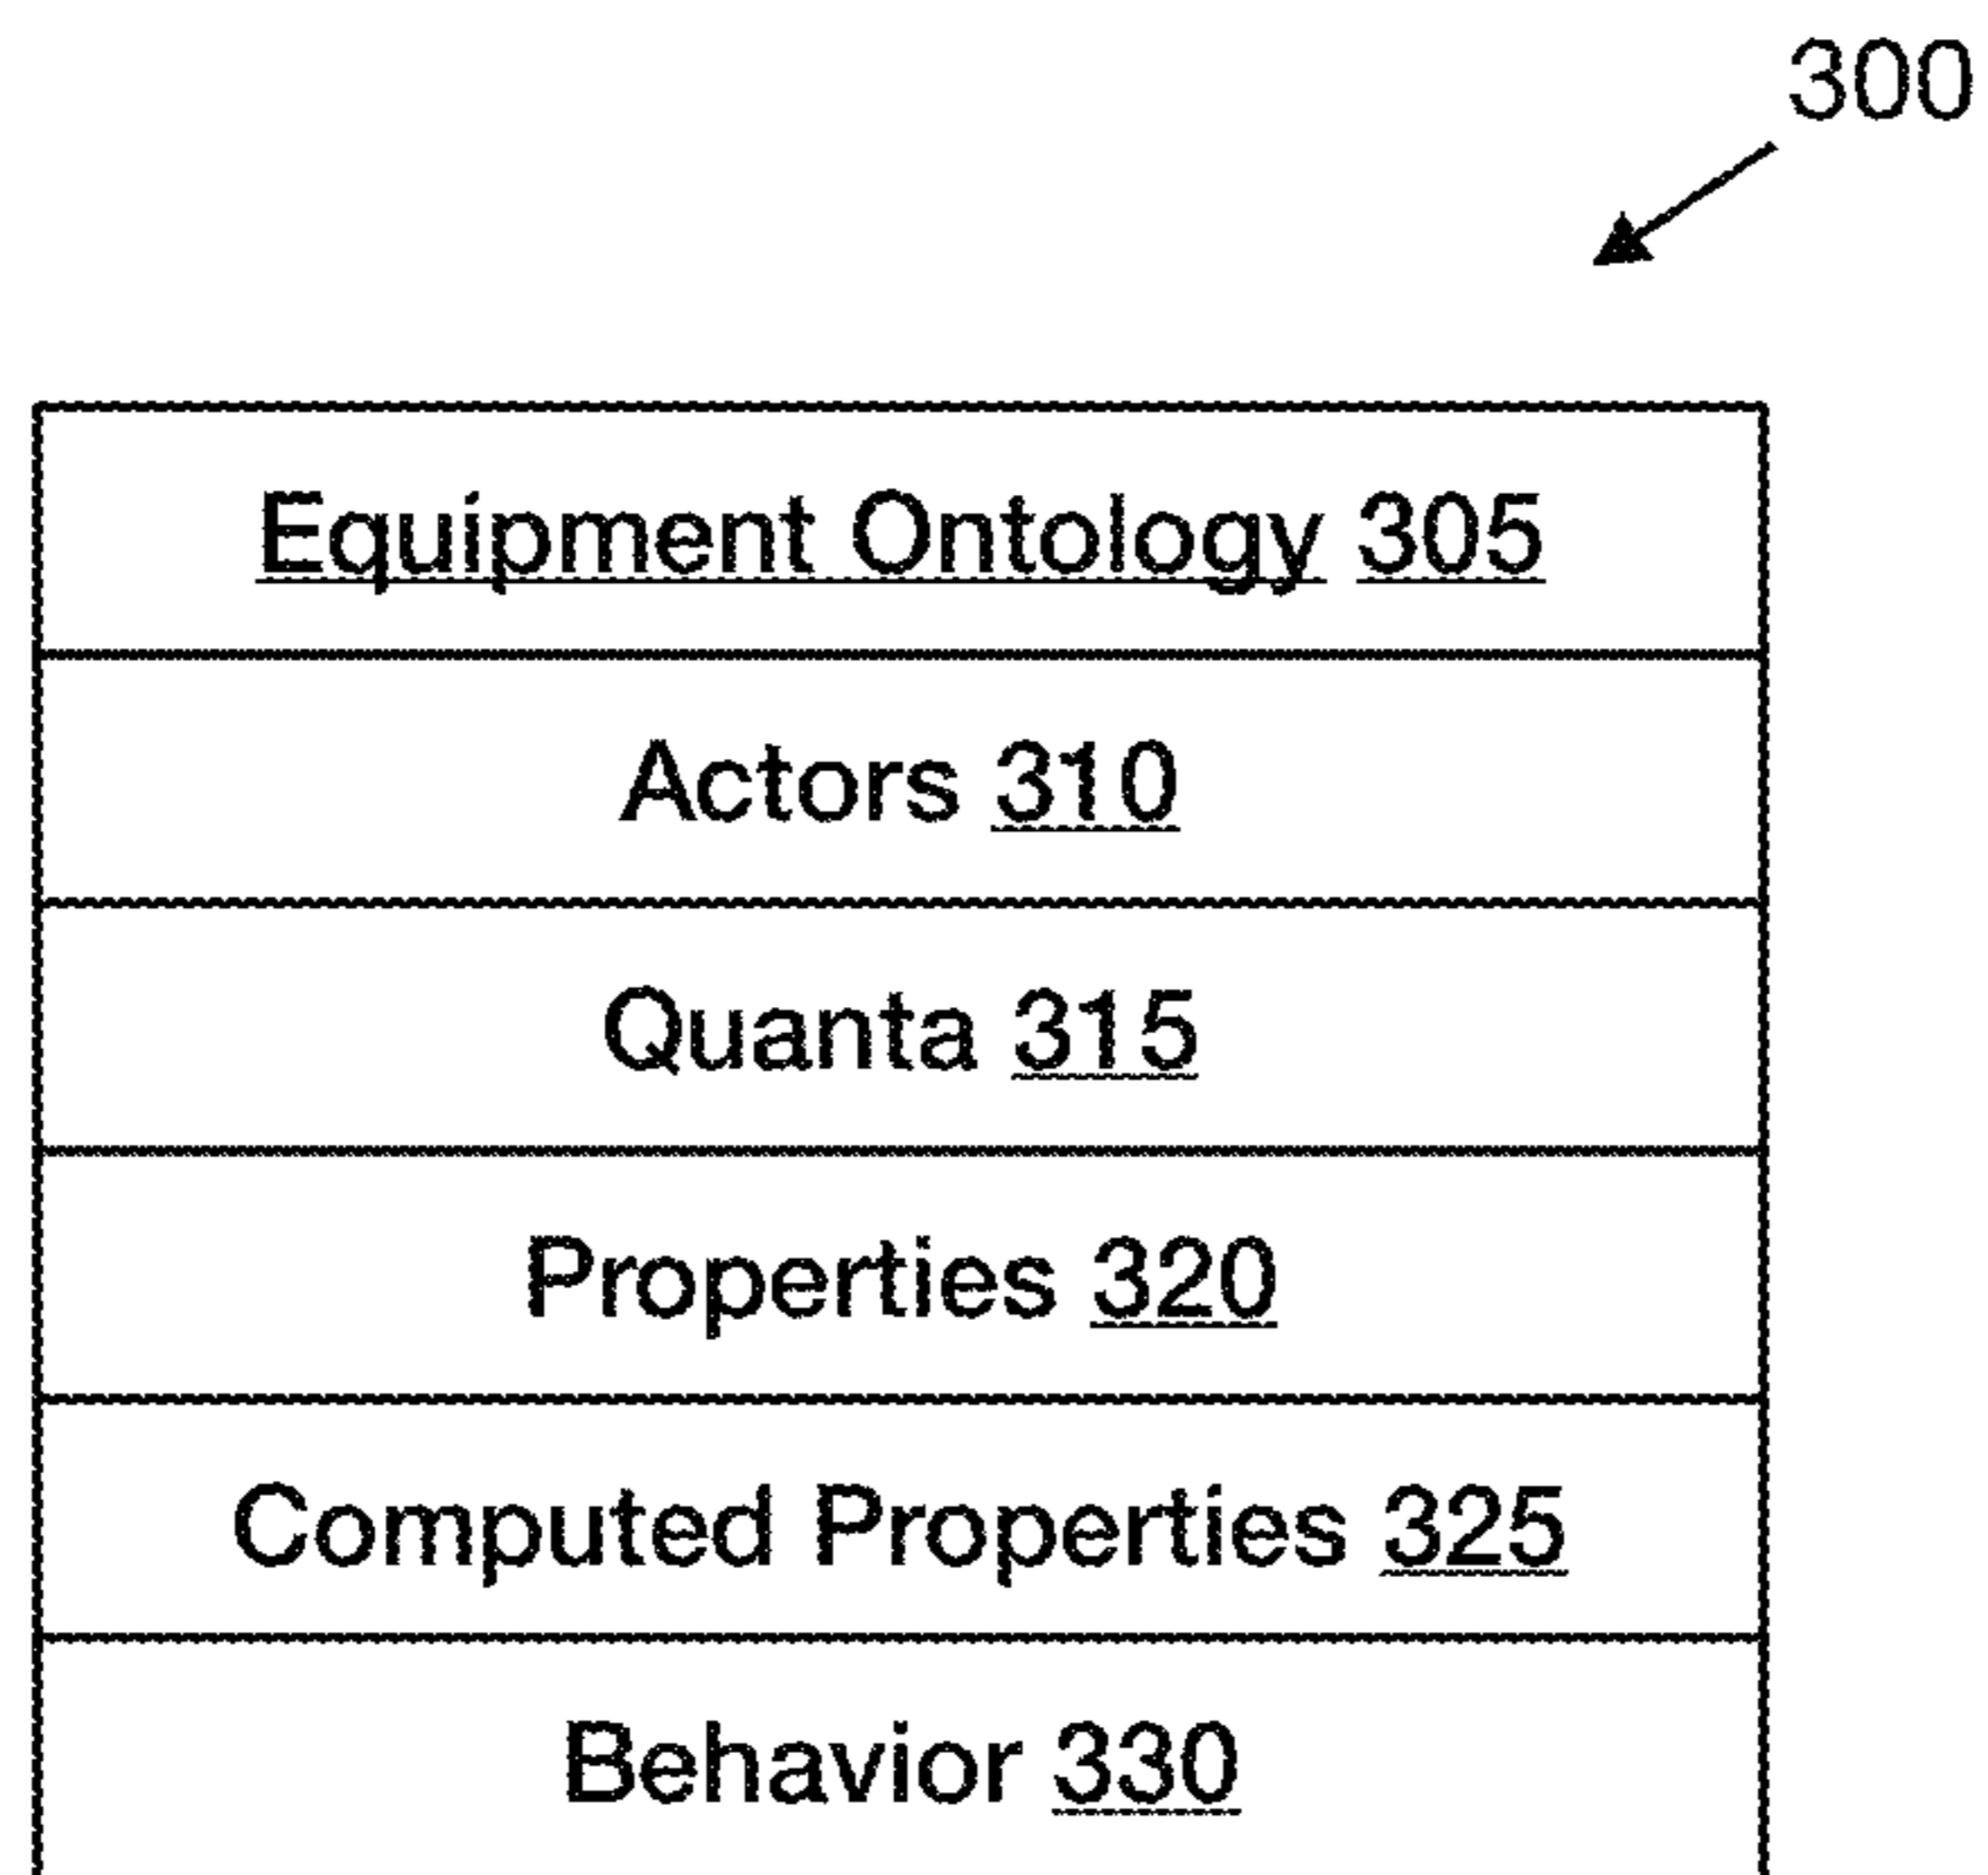 300
Equipment Ontology 305
Actors 310
Quanta 315
Properties 320
Computed Properties 325
Behavior 330